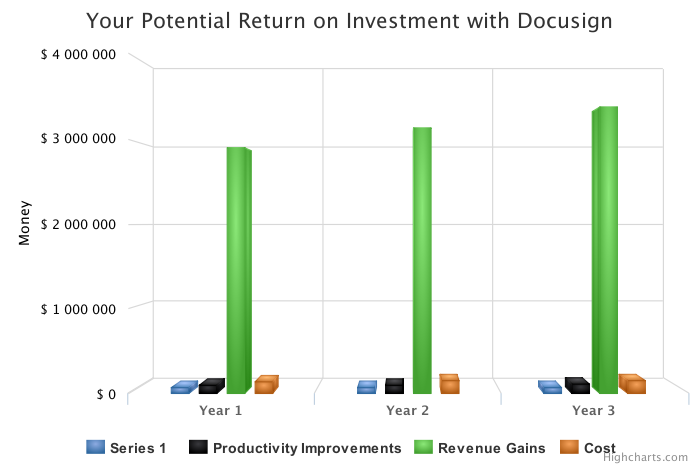 Your Potential Return on Investment with Docusign
$ 4 000 000
$ 3 000 000
$ 2 000 000
$ 1 000 000
$ 0
Money
Year 1
Year 2
Year 3
Series 1
Productivity Improvements
Revenue Gains
Cost
Highcharts.com